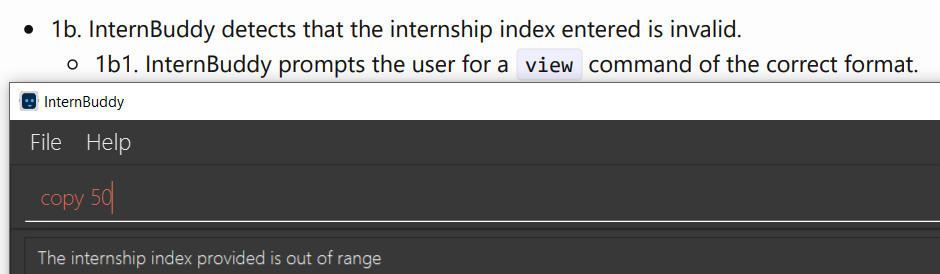 1b. InternBuddy detects that the internship index entered is invalid.
1b1. InternBuddy prompts the user for a view command of the correct format.
InternBuddy
File Help
copy 50
The internship index provided is out of range